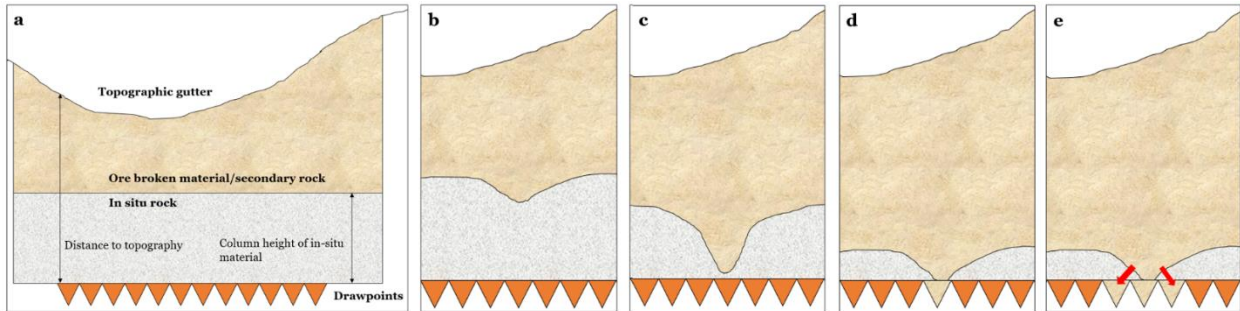 a
Topographic gutter
Ore broken material/secondary rock
In situ rock
Distance to topography
Column height of in-situ
material
Drawpoints
b
c
d
e